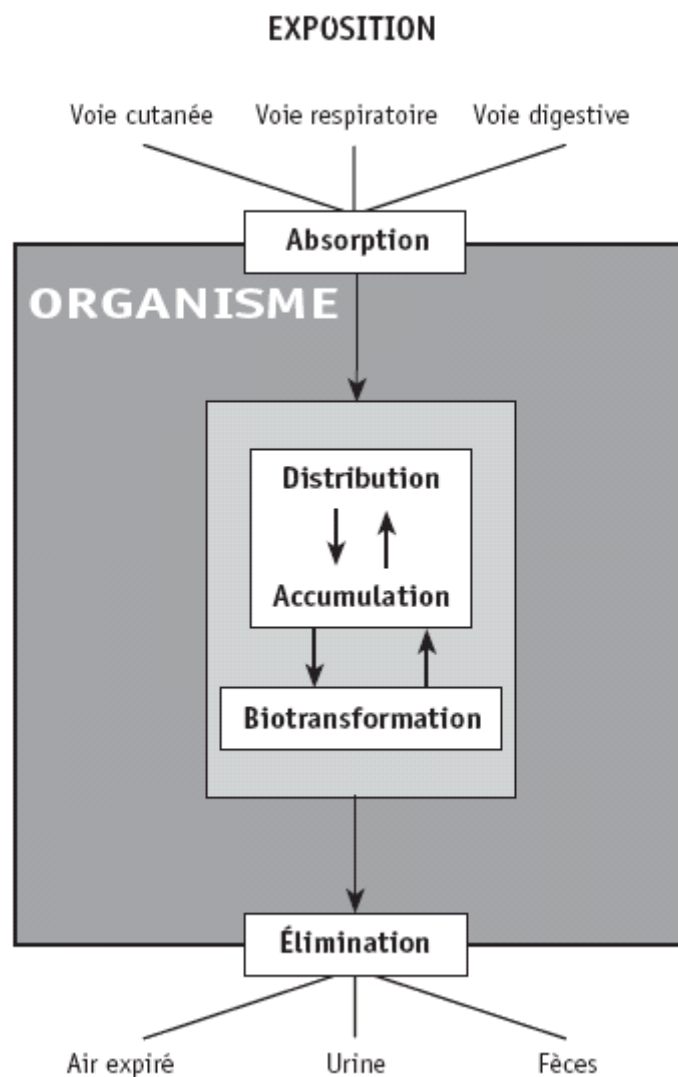 EXPOSITION
Voie cutanée Voie respiratoire Voie digestive
Absorption
ORGANISME
Distribution
Accumulation
Biotransformation
Élimination
Air expiré Urine Fèces